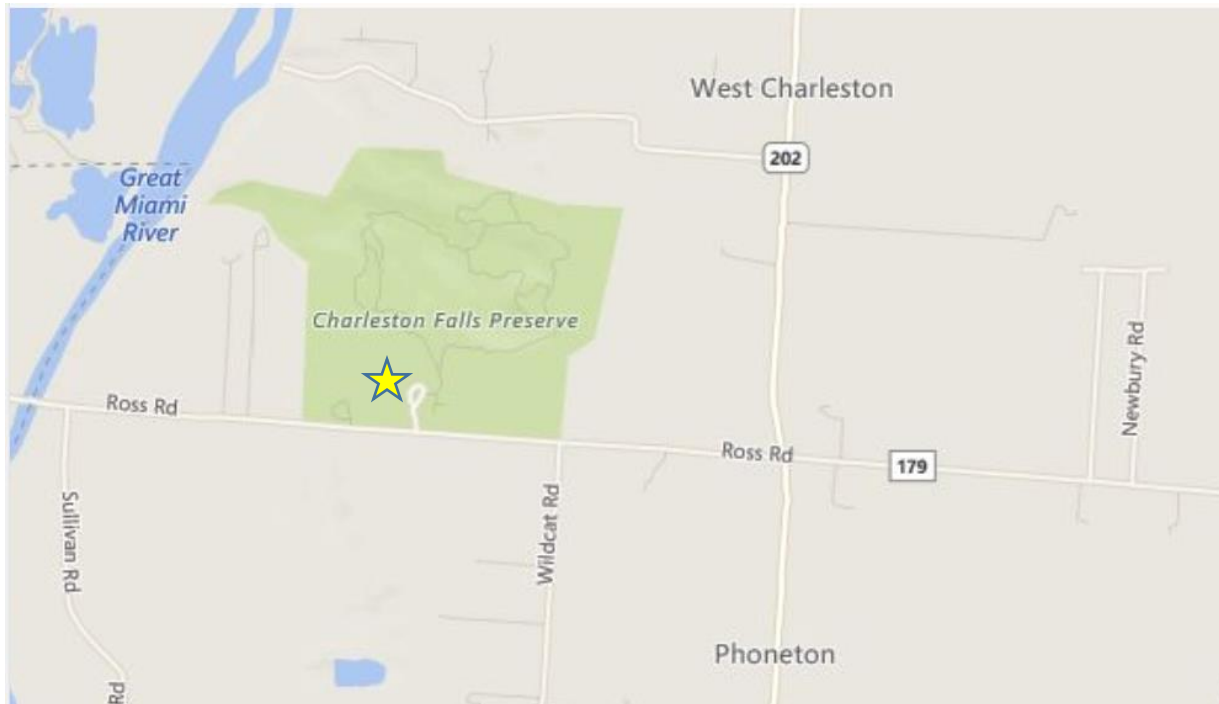 West Charleston
202
Great
Miami
River
Charleston Falls Preserve
Ross Rd
Ross Rd
179
Newbury Rd
Sullivan Rd
Wildcat Rd
Phoneton
Rd